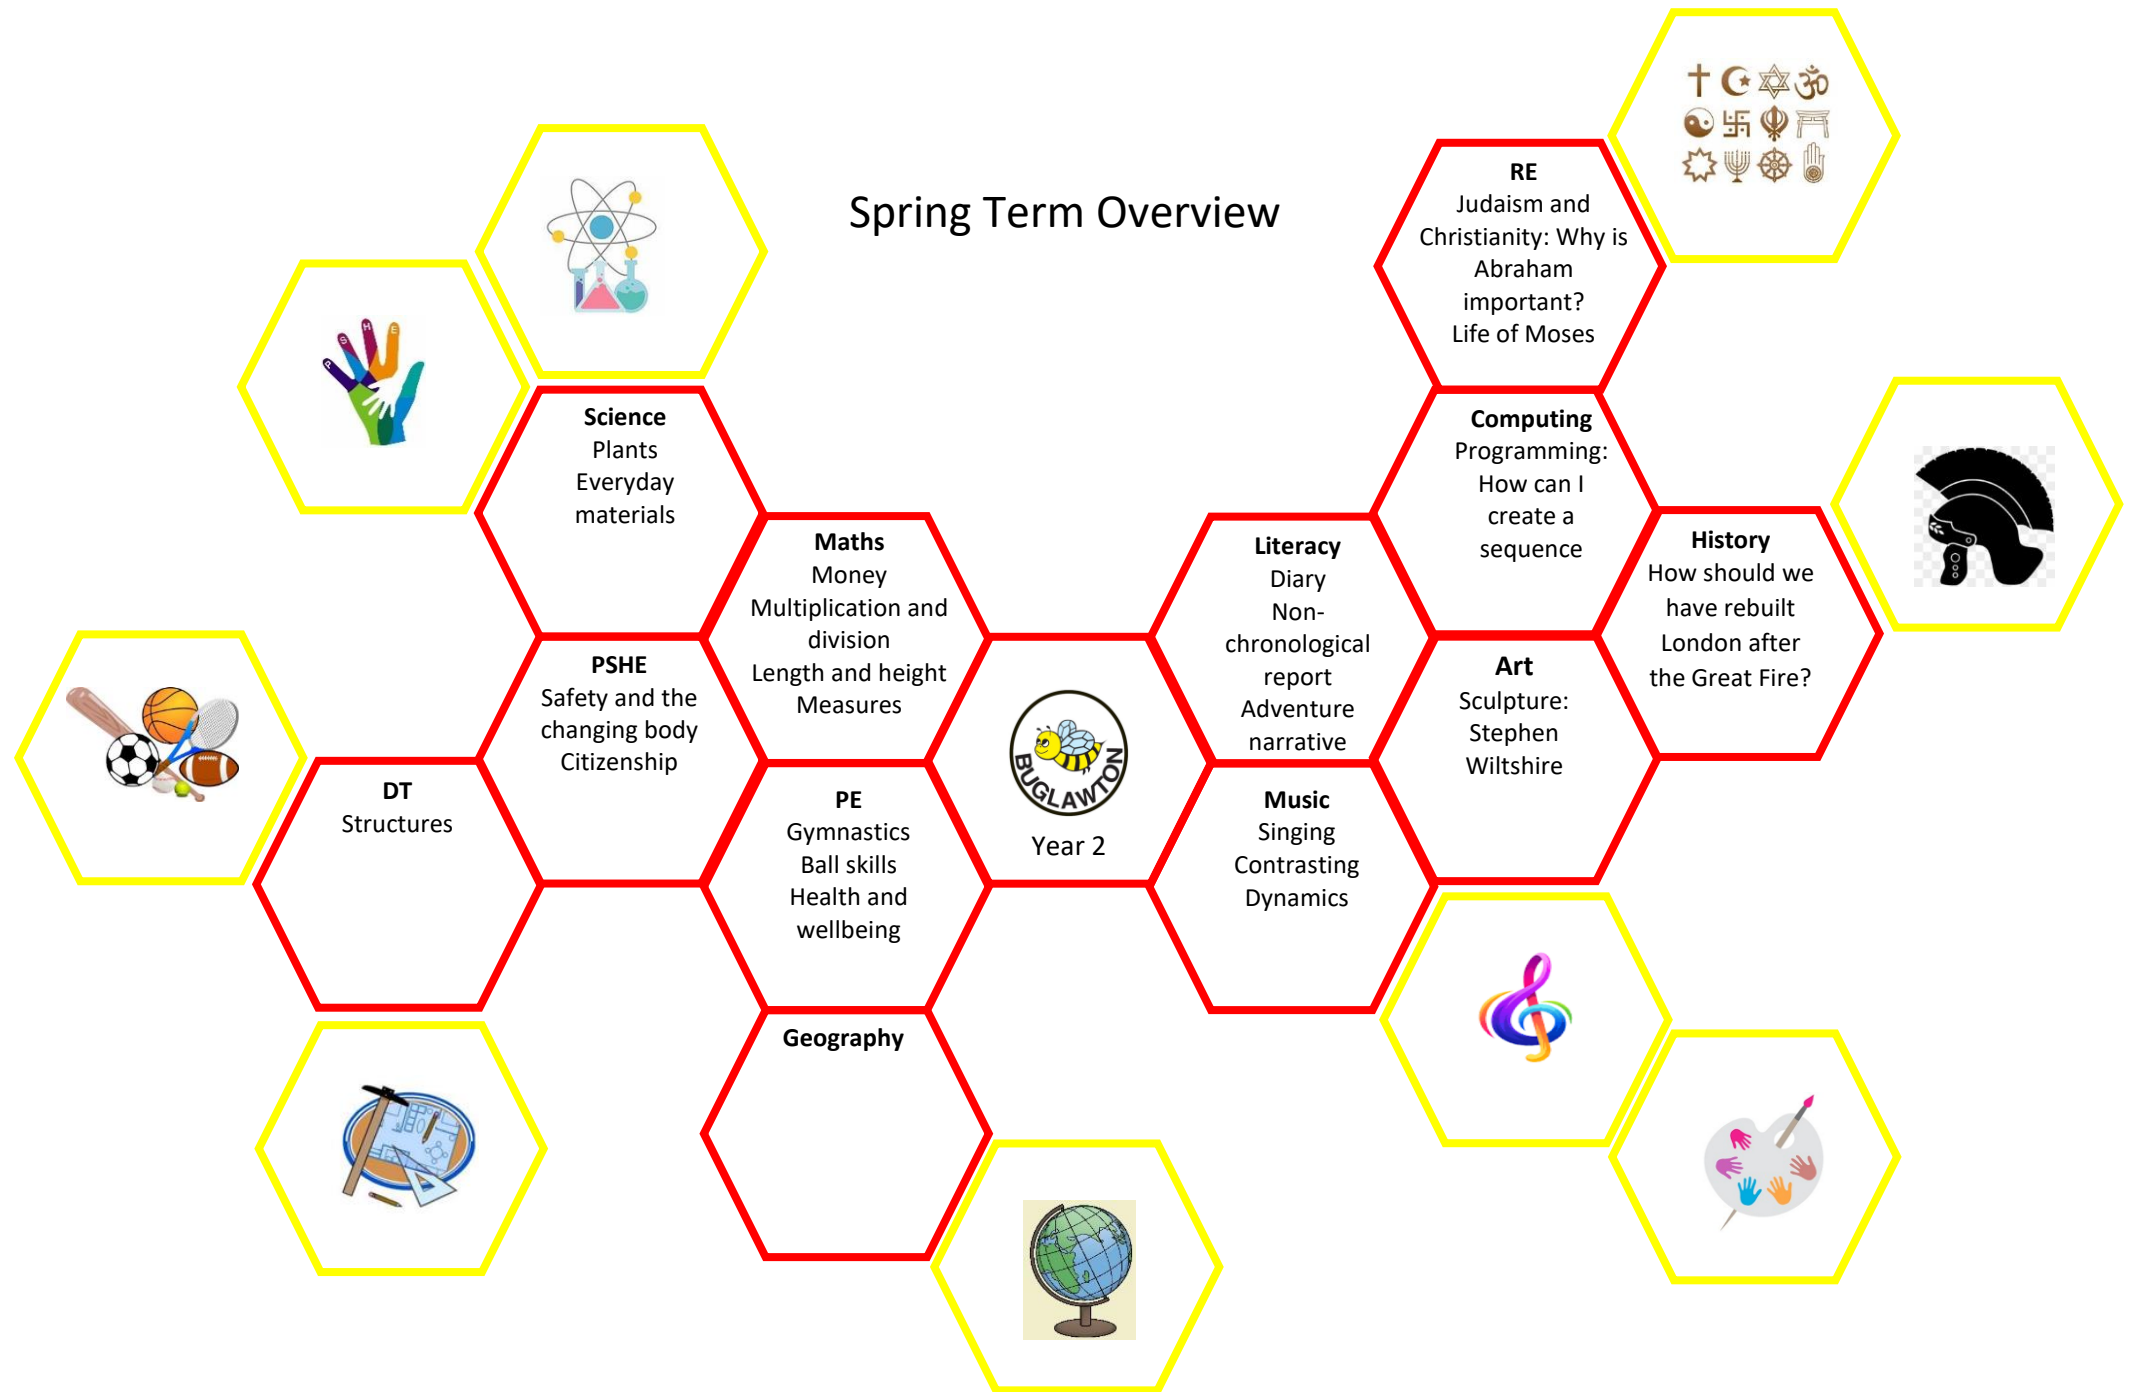 Spring Term Overview
RE
Judaism and
Christianity: Why is
Abraham
important?
Life of Moses
P
S
H
E
Science
Plants
Everyday
materials
Computing
Programming:
How can I
create a
sequence
Maths
Money
Multiplication and
division
Length and height
Measures
Literacy
Diary
Non-
chronological
report
Adventure
narrative
History
How should we
have rebuilt
London after
the Great Fire?
PSHE
Safety and the
changing body
Citizenship
BUGLAWTON
Year 2
Art
Sculpture:
Stephen
Wiltshire
DT
Structures
PE
Gymnastics
Ball skills
Health and
wellbeing
Music
Singing
Contrasting
Dynamics
Geography